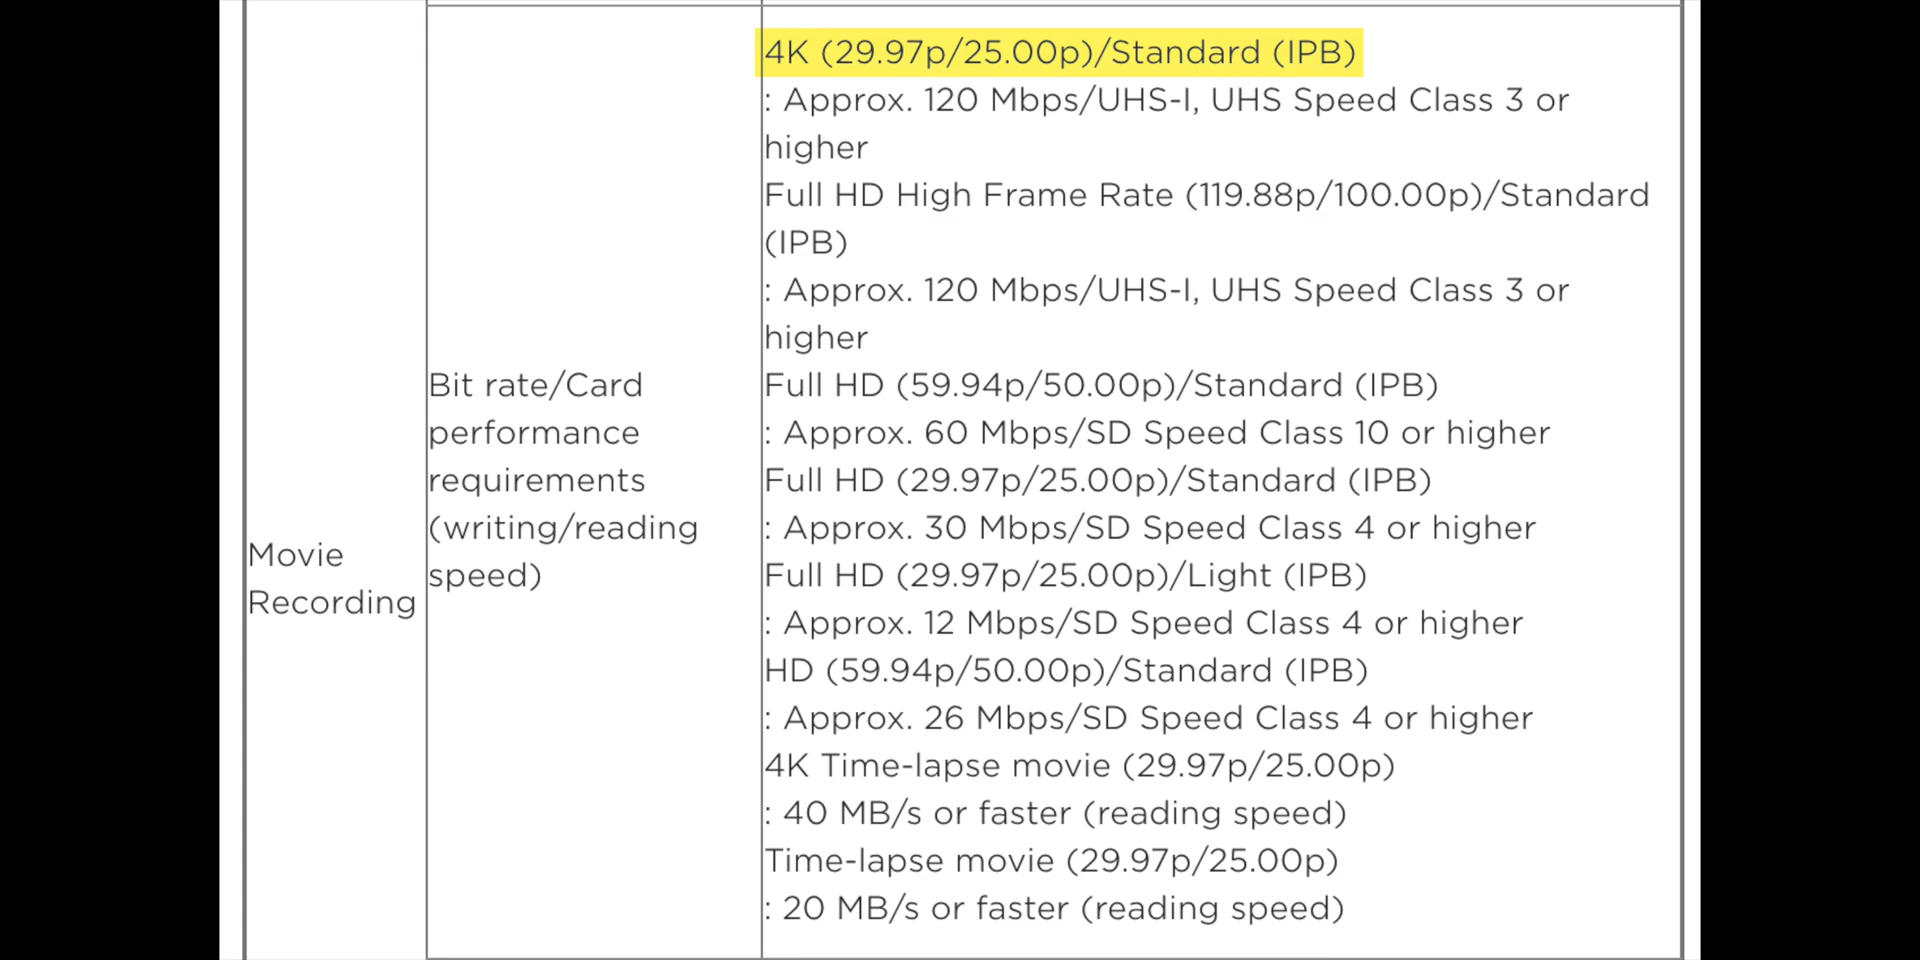 Movie
Recording
Bit rate/Card
performance
requirements
(writing/reading
speed)
4K (29.97p/25.00p)/Standard (IPB)
: Approx. 120 Mbps/UHS-I, UHS Speed Class 3 or
higher
Full HD High Frame Rate (119.88p/100.00p)/Standard
(IPB)
: Approx. 120 Mbps/UHS-I, UHS Speed Class 3 or
higher
Full HD (59.94p/50.00p)/Standard (IPB)
: Approx. 60 Mbps/SD Speed Class 10 or higher
Full HD (29.97p/25.00p)/Standard (IPB)
: Approx. 30 Mbps/SD Speed Class 4 or higher
Full HD (29.97p/25.00p)/Light (IPB)
: Approx. 12 Mbps/SD Speed Class 4 or higher
HD (59.94p/50.00p)/Standard (IPB)
: Approx. 26 Mbps/SD Speed Class 4 or higher
4K Time-lapse movie (29.97p/25.00p)
: 40 MB/s or faster (reading speed)
Time-lapse movie (29.97p/25.00p)
: 20 MB/s or faster (reading speed)